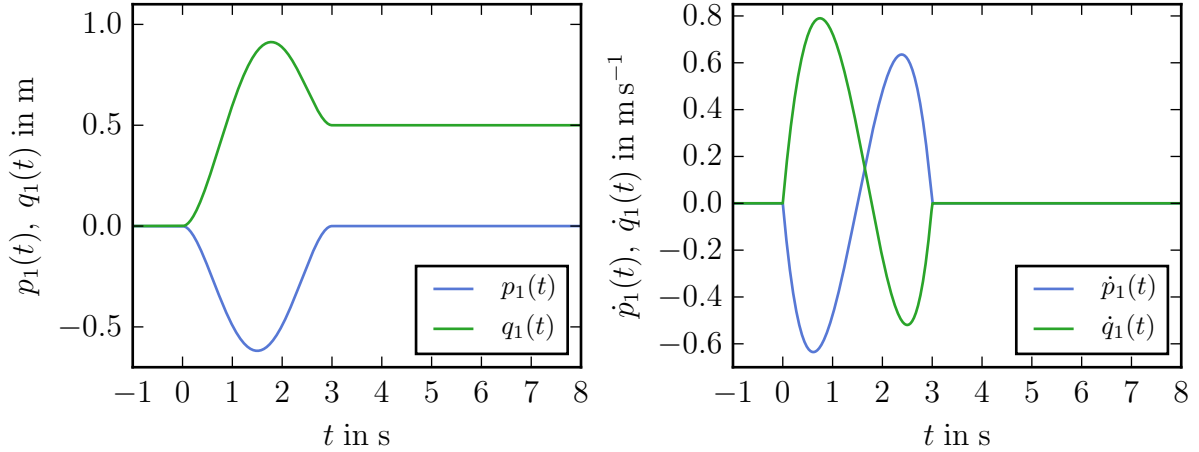 p₁(t), q₁(t) in m
1.0
0.5
0.0
−0.5
−1 0 1 2 3 4 5 6 7 8
t in s
p₁(t)
q₁(t)
ṗ₁(t), q̇₁(t) in m s⁻¹
0.8
0.6
0.4
0.2
0.0
−0.2
−0.4
−0.6
−1 0 1 2 3 4 5 6 7 8
t in s
ṗ₁(t)
q̇₁(t)